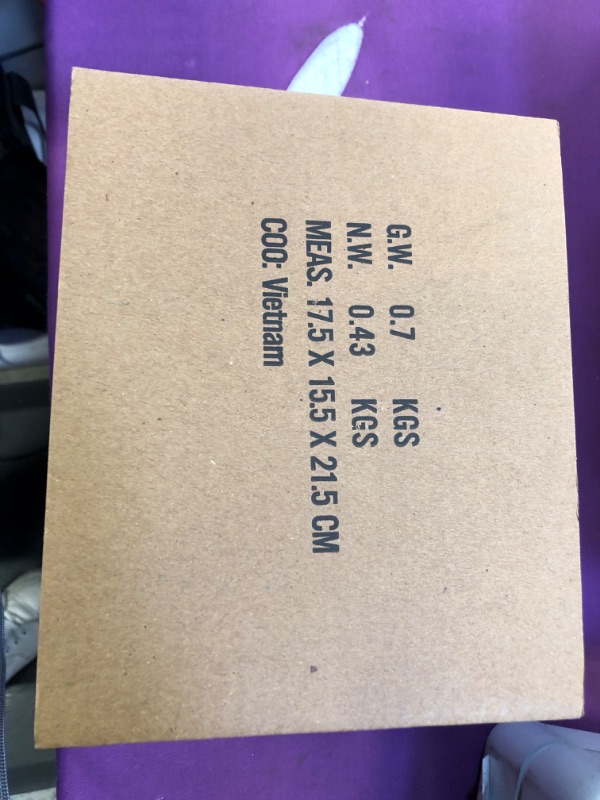 G.W. 0.7 KGS
N.W. 0.43 KGS
MEAS. 17.5 X 15.5 X 21.5 CM
COO: Vietnam